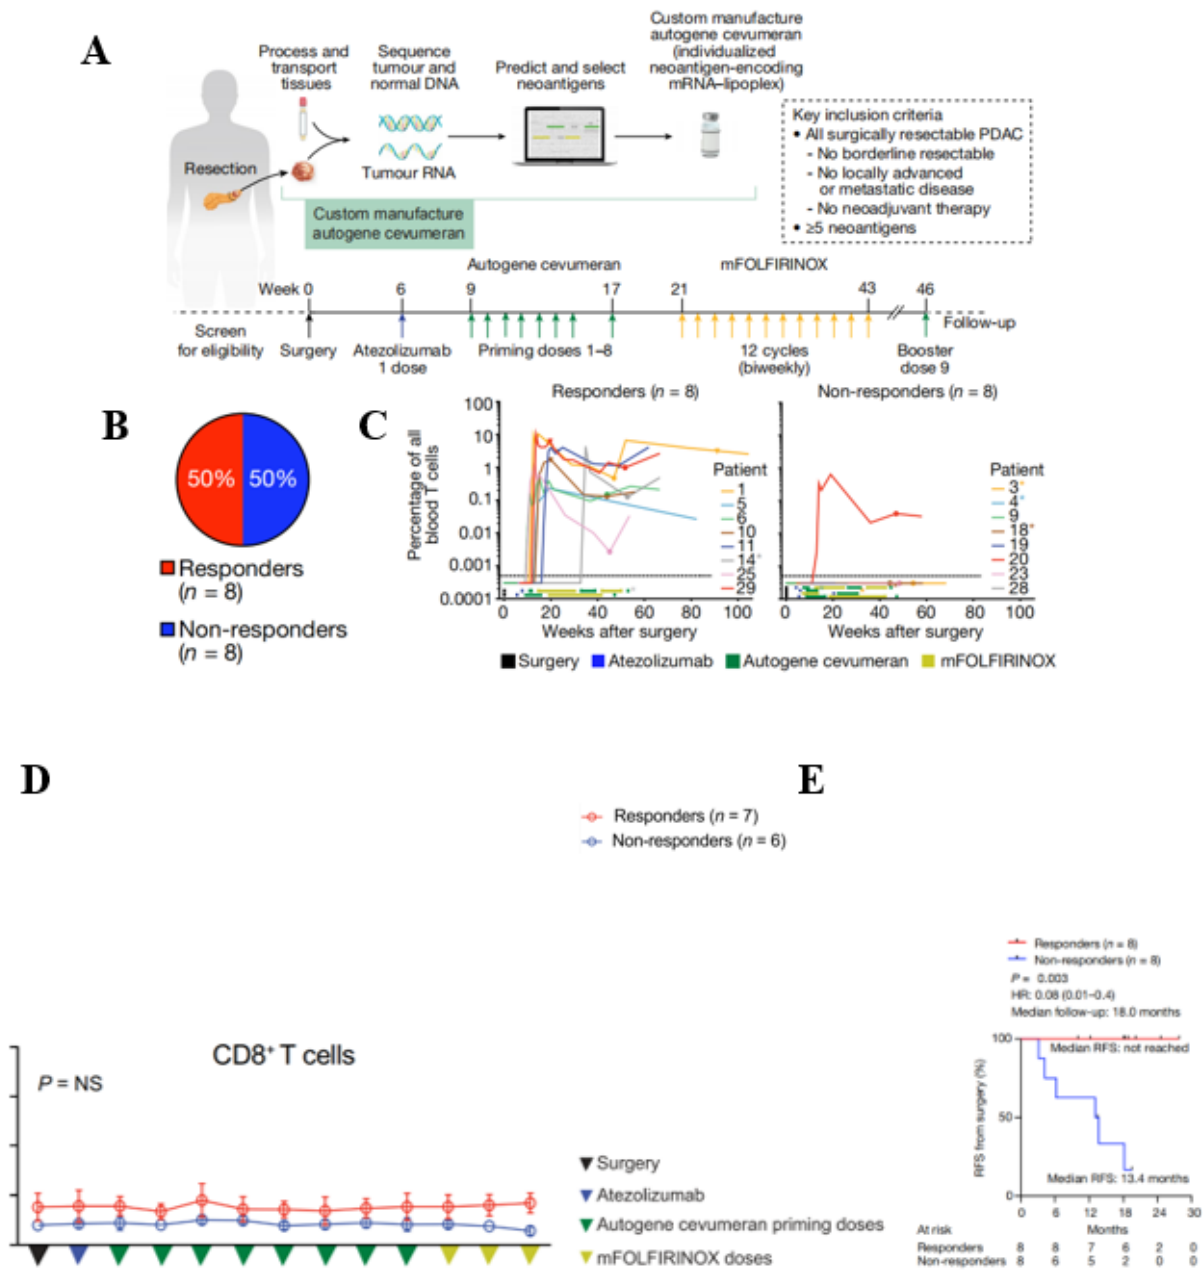 A
Process and
transport
tissues
Sequence
tumour and
normal DNA
Predict and select
neoantigens
Custom manufacture
autogene cevumeran
(individualized
neoantigen-encoding
mRNA–lipoplex)
Resection
Tumour RNA
Custom manufacture
autogene cevumeran
Key inclusion criteria
• All surgically resectable PDAC
- No borderline resectable
- No locally advanced
or metastatic disease
- No neoadjuvant therapy
• ≥5 neoantigens
Autogene cevumeran
mFOLFIRINOX
Week 0 6 9 17 21 43 46
Screen
for eligibility
Surgery
Atezolizumab
1 dose
Priming doses 1–8
12 cycles
(biweekly)
Booster
dose 9
Follow-up
B
50% 50%
Responders
(n = 8)
Non-responders
(n = 8)
C
Responders (n = 8)
Percentage of all
blood T cells
100
10
1
0.1
0.01
0.001
0.0001
0 20 40 60 80 100
Weeks after surgery
Patient
1
5
6
10
11
14*
25
29
Non-responders (n = 8)
0 20 40 60 80 100
Weeks after surgery
Patient
3*
4*
9
18*
19
20
23
28
Surgery Atezolizumab Autogene cevumeran mFOLFIRINOX
D
Responders (n = 7)
Non-responders (n = 6)
CD8+ T cells
P = NS
Surgery
Atezolizumab
Autogene cevumeran priming doses
mFOLFIRINOX doses
E
Responders (n = 8)
Non-responders (n = 8)
P = 0.003
HR: 0.08 (0.01–0.4)
Median follow-up: 18.0 months
RFS from surgery (%)
100
50
0
Median RFS: not reached
Median RFS: 13.4 months
0 6 12 18 24 30
At risk Months
Responders 8 8 7 6 2 0
Non-responders 8 6 5 2 0 0